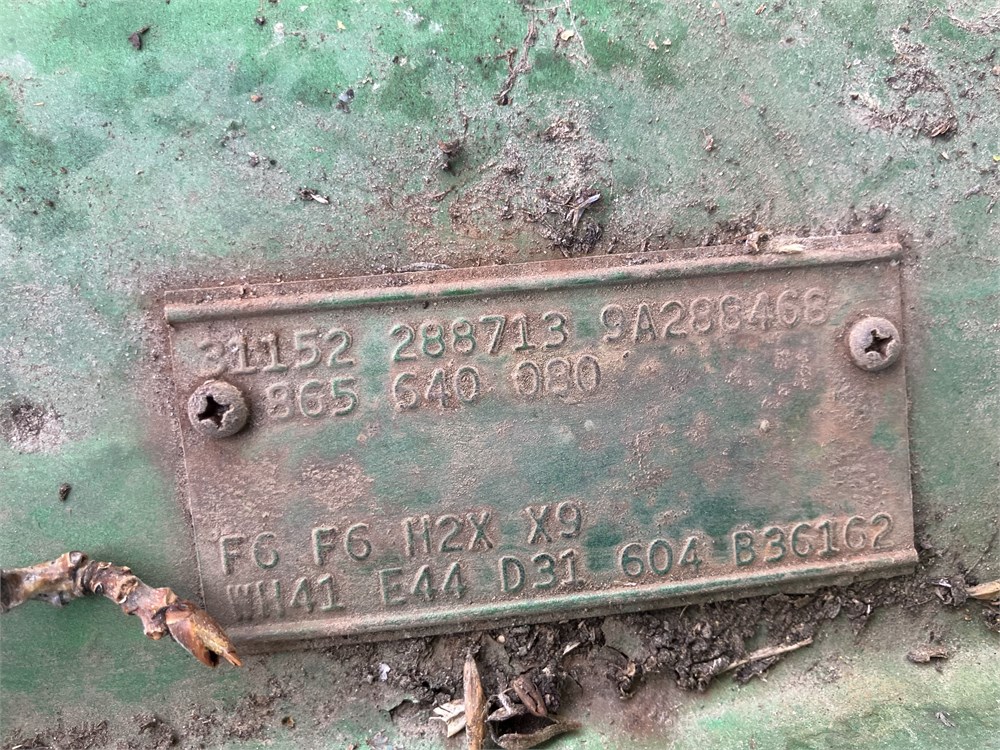 31152 288713 9A288468
865 640 080
F6 F6 M2X X9
WH41 E44 D31 604 B36162